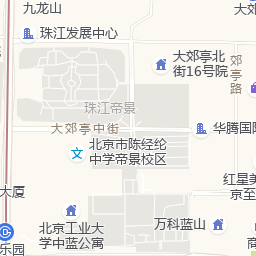 九龙山
珠江发展中心
大郊亭北
街16号院
郊亭路
珠江帝景
大郊亭中街
华腾国际
北京市陈经纶
中学帝景校区
红星美
京至
大厦
北京工业大
学中蓝公寓
万科蓝山
乐园
商